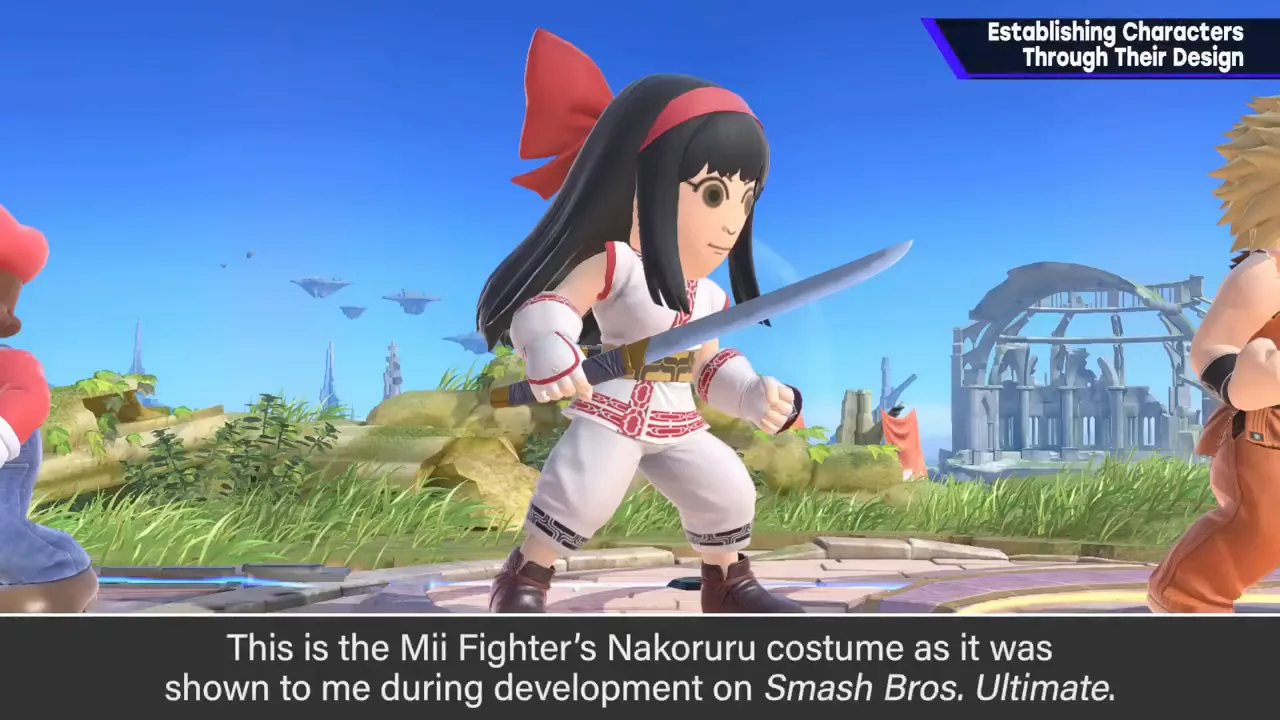 Establishing Characters
Through Their Design
This is the Mii Fighter's Nakoruru costume as it was
shown to me during development on Smash Bros. Ultimate.